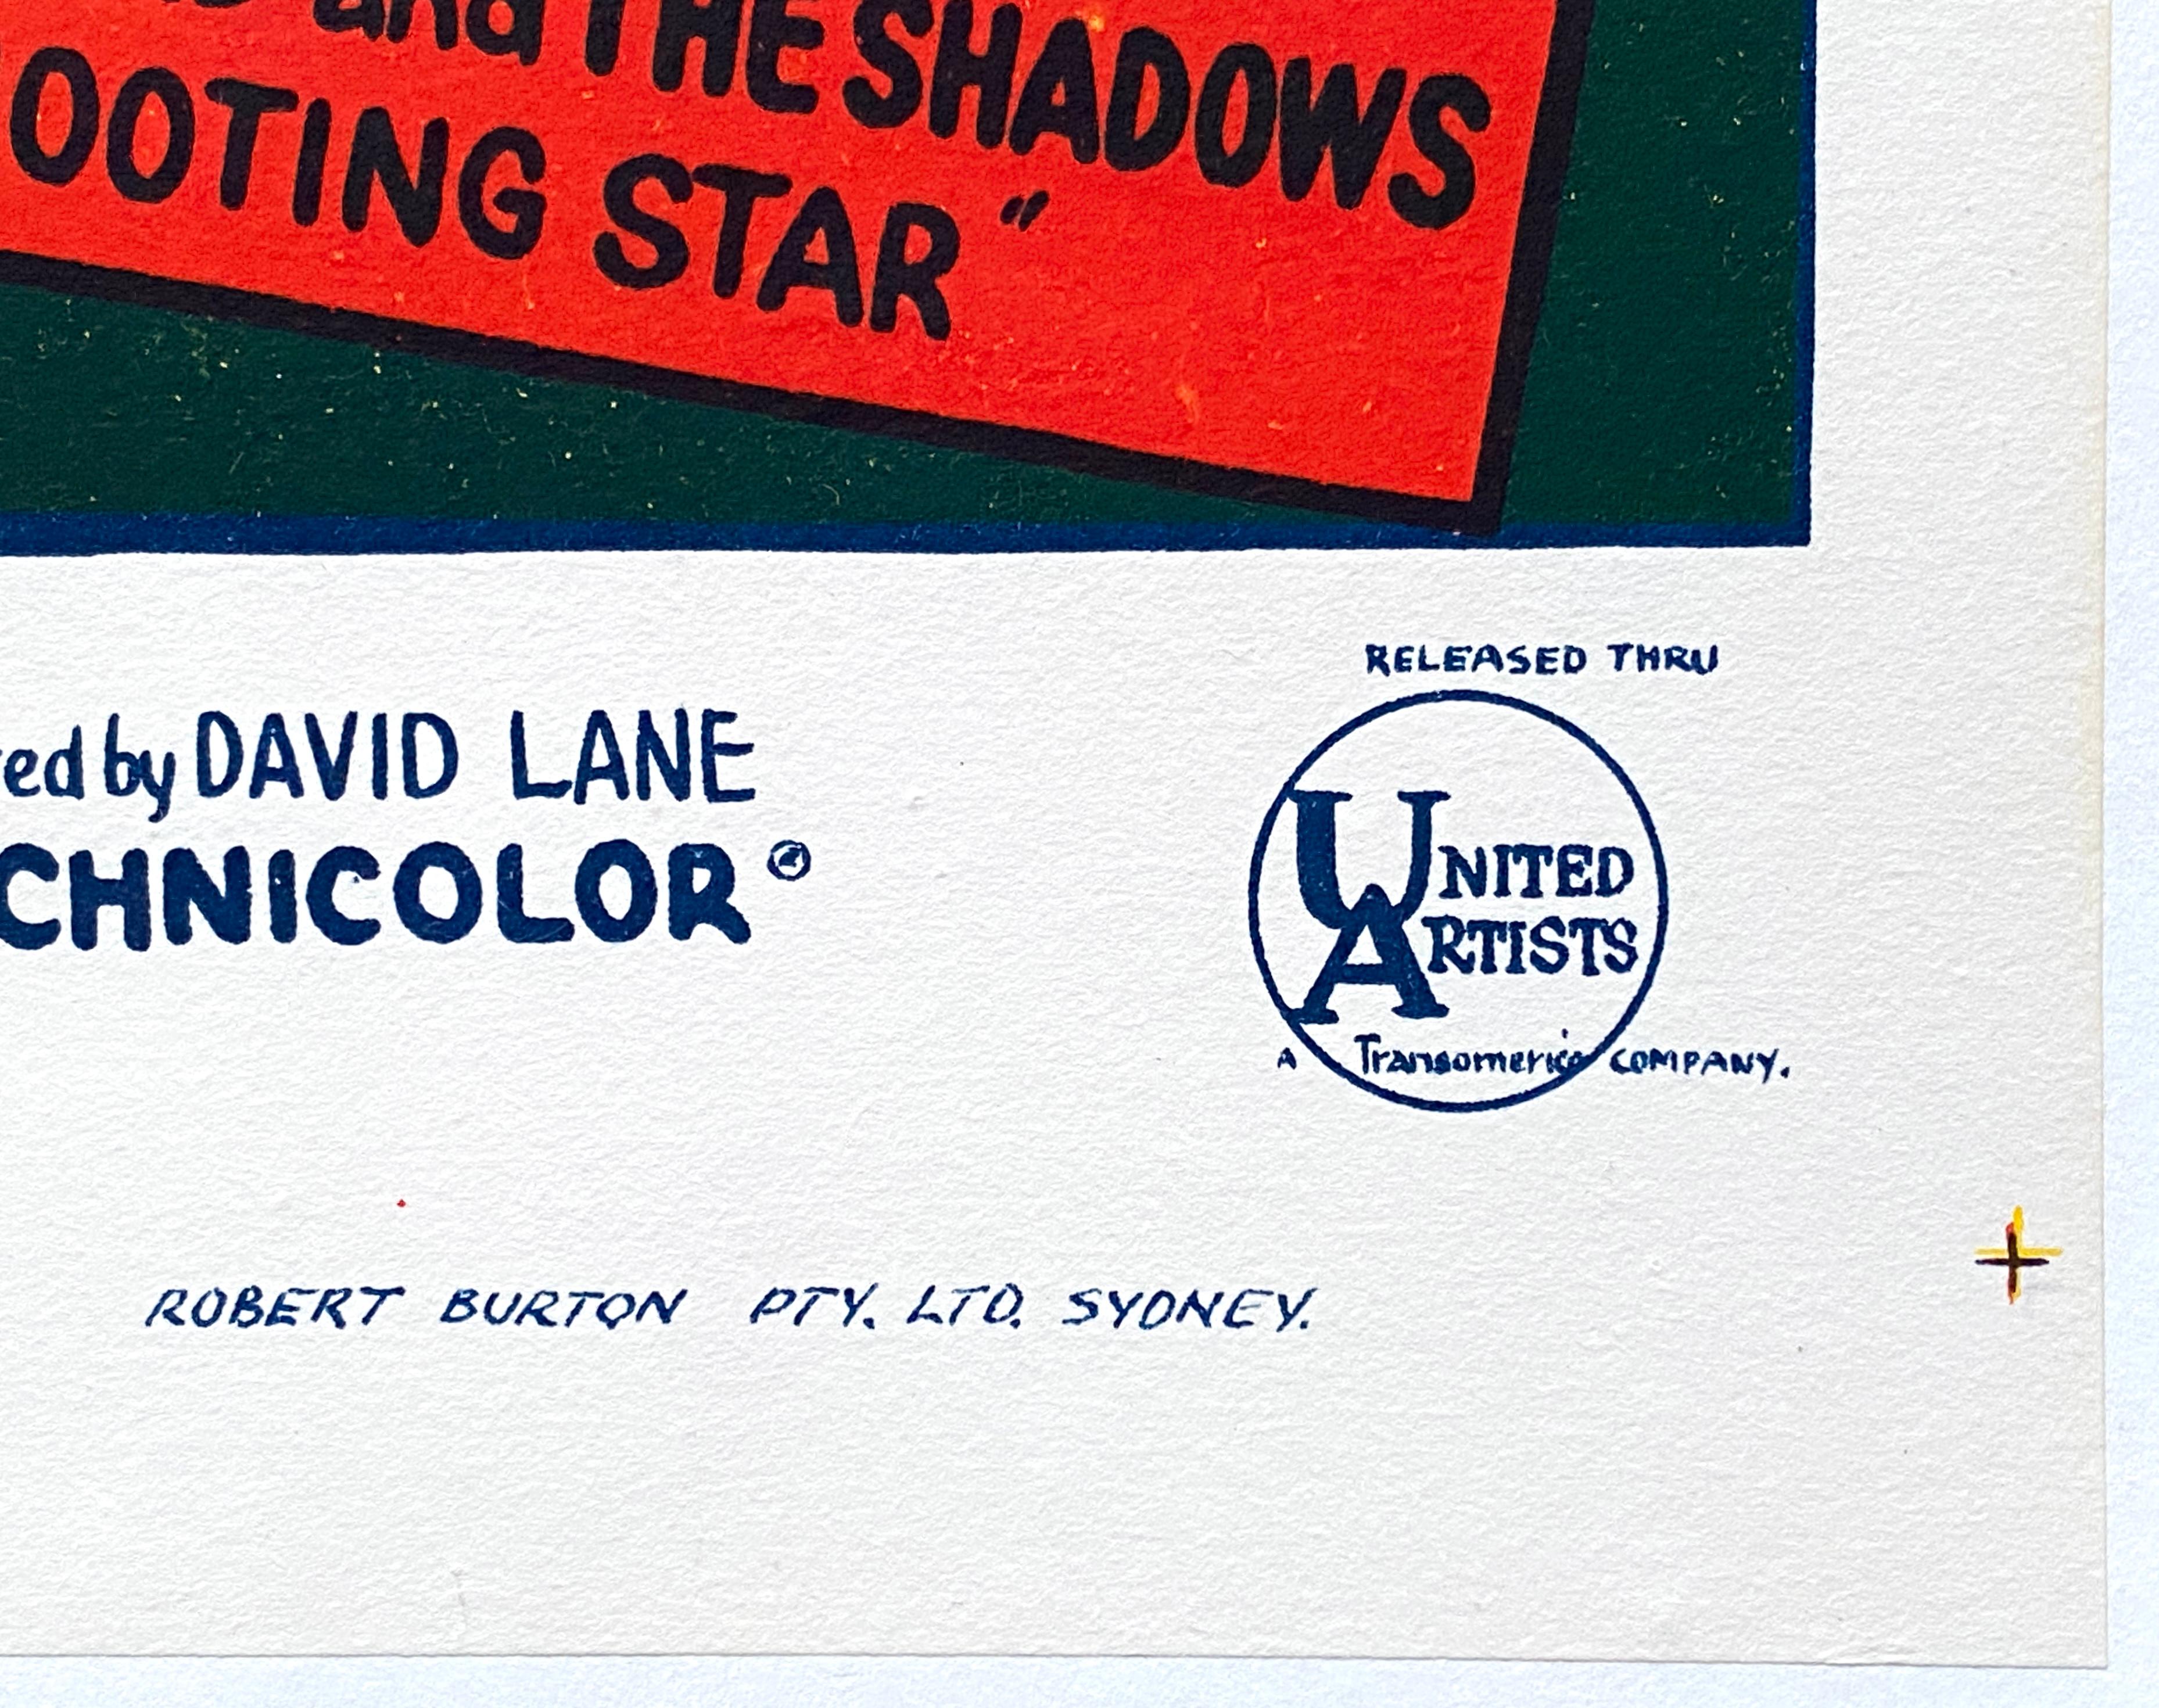 and THE SHADOWS
OOTING STAR"
RELEASED THRU
ed by DAVID LANE
CHNICOLOR®
UNITED
ARTISTS
A Transamerica COMPANY.
ROBERT BURTON PTY. LTD. SYDNEY.